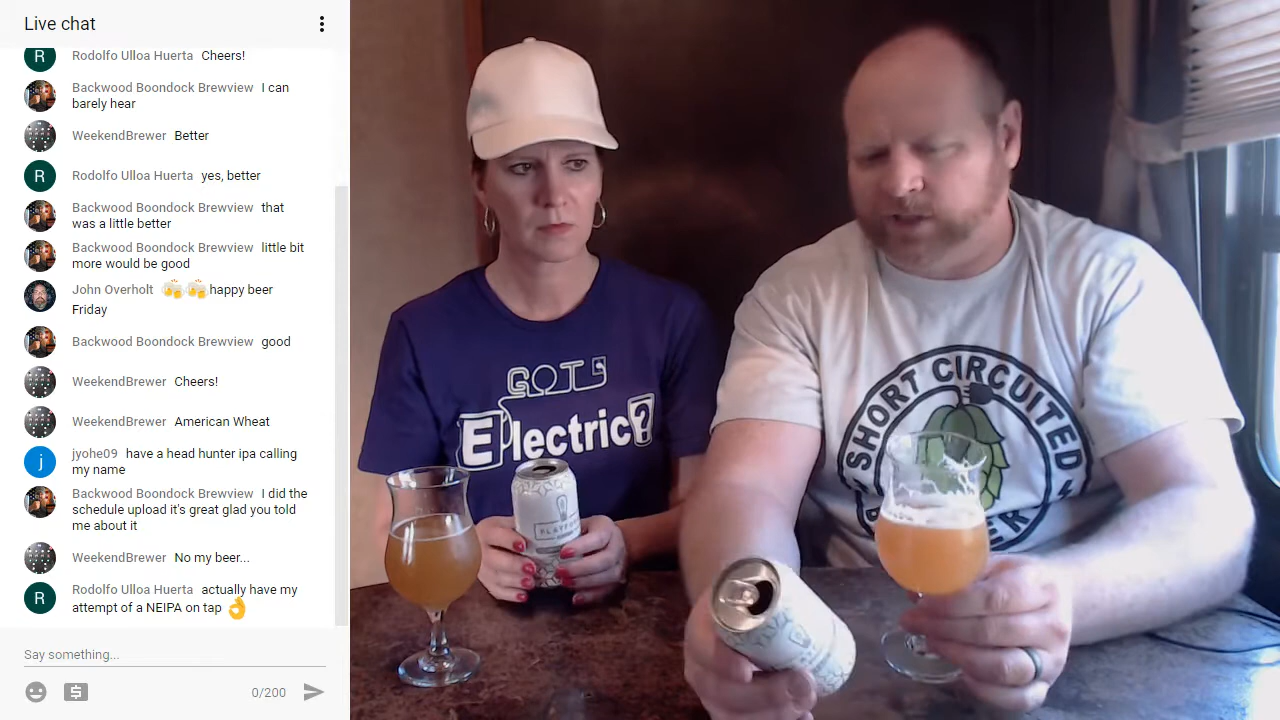 Live chat
Rodolfo Ulloa Huerta Cheers!
Backwood Boondock Brewview I can
barely hear
WeekendBrewer Better
Rodolfo Ulloa Huerta yes, better
Backwood Boondock Brewview that
was a little better
Backwood Boondock Brewview little bit
more would be good
John Overholt 🍻🍻happy beer
Friday
Backwood Boondock Brewview good
WeekendBrewer Cheers!
WeekendBrewer American Wheat
jyohe09 have a head hunter ipa calling
my name
Backwood Boondock Brewview I did the
schedule upload it's great glad you told
me about it
WeekendBrewer No my beer...
Rodolfo Ulloa Huerta actually have my
attempt of a NEIPA on tap 👌
Say something...
0/200
GOT
Electric?
SHORT CIRCUITED